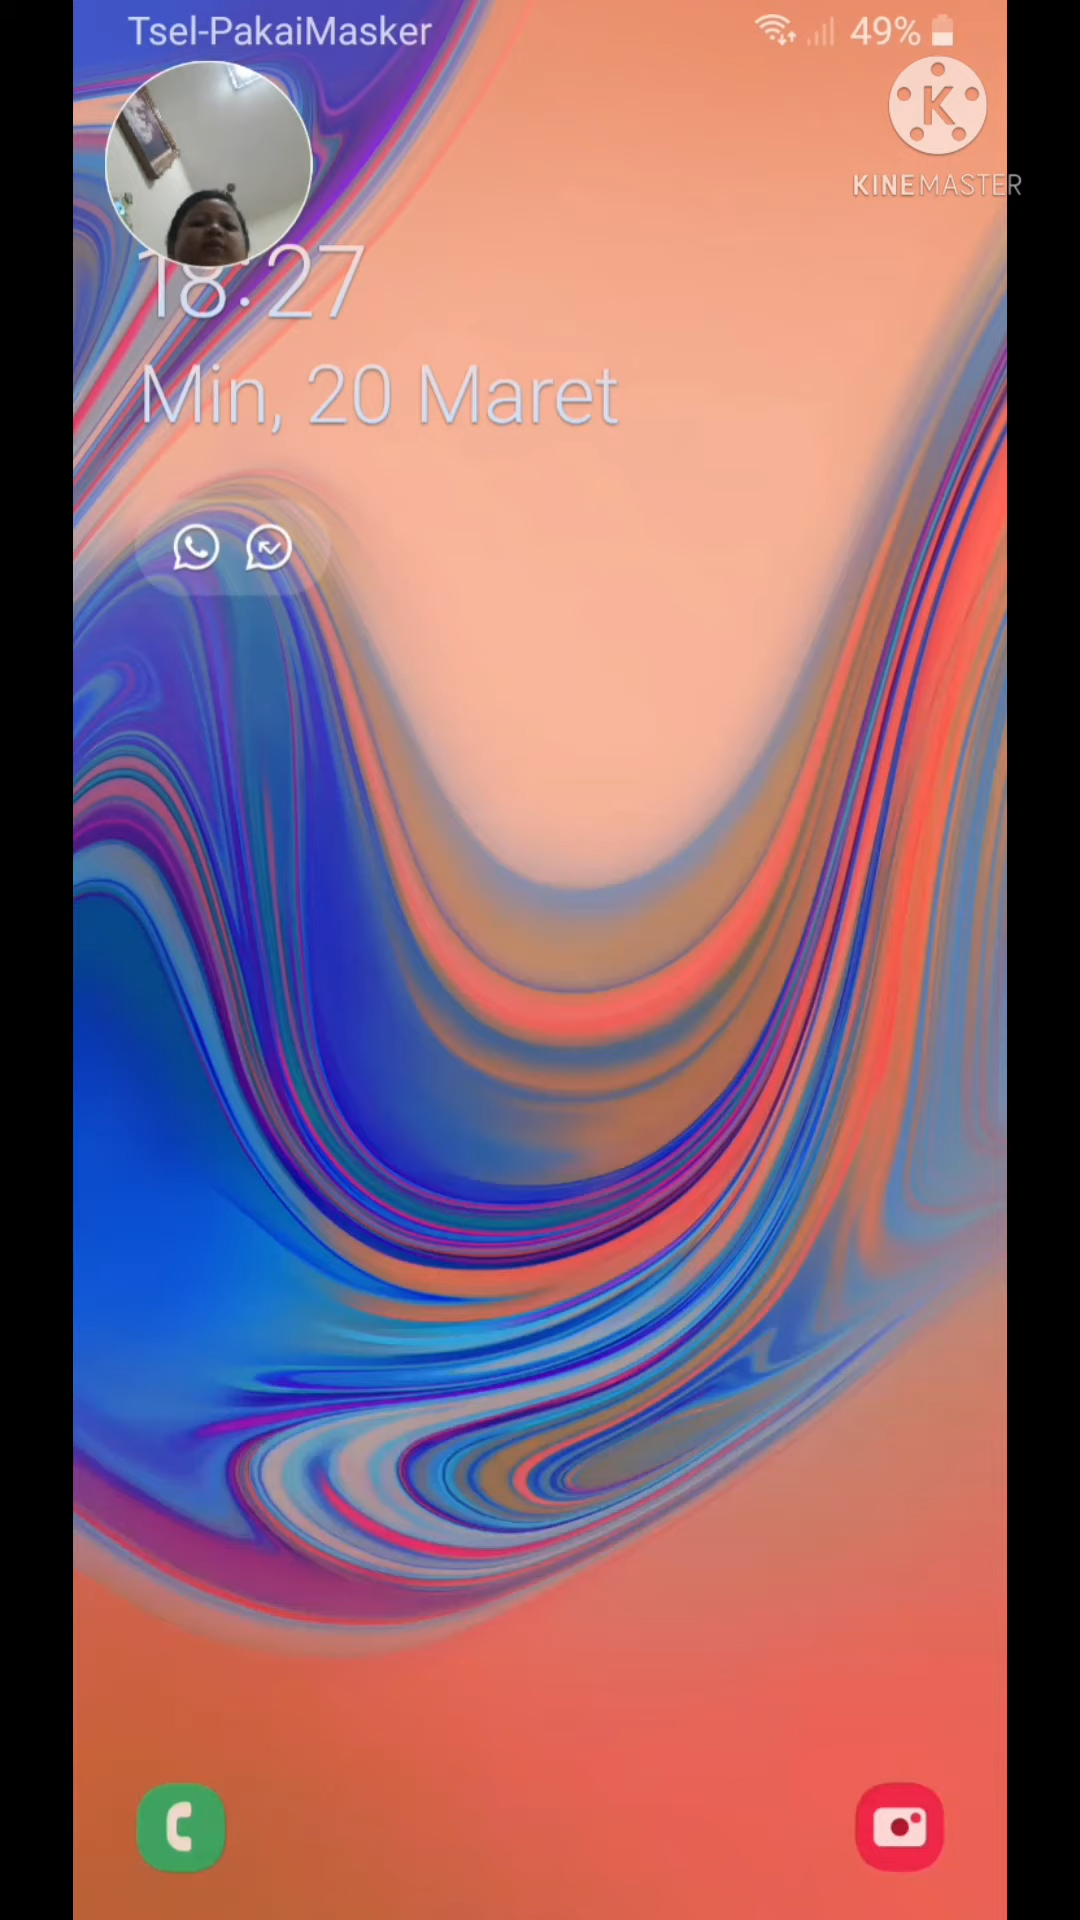 Tsel-PakaiMasker
49%
K
KINEMASTER
18:27
Min, 20 Maret